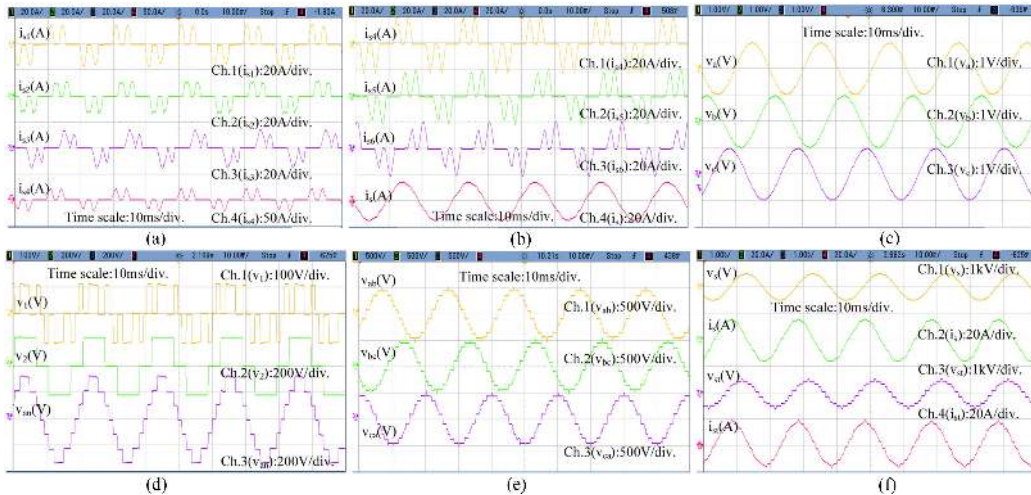 i_s1(A)
Ch.1(i_s1):20A/div.
i_s2(A)
Ch.2(i_s2):20A/div.
i_s3(A)
Ch.3(i_s3):20A/div.
i_s4(A)
Time scale:10ms/div.
Ch.4(i_s4):50A/div.
(a)
i_s4(A)
Ch.1(i_s4):20A/div.
i_s5(A)
Ch.2(i_s5):20A/div.
i_s6(A)
Ch.3(i_s6):20A/div.
i_s(A)
Time scale:10ms/div.
Ch.4(i_s):20A/div.
(b)
Time scale:10ms/div.
v_a(V)
Ch.1(v_a):1V/div.
v_b(V)
Ch.2(v_b):1V/div.
Ch.3(v_c):1V/div.
(c)
Time scale:10ms/div.
Ch.1(v_1):100V/div.
v_1(V)
v_2(V)
Ch.2(v_2):200V/div.
v_an(V)
Ch.3(v_an):200V/div.
(d)
Time scale:10ms/div.
v_ab(V)
Ch.1(v_ab):500V/div.
v_bc(V)
Ch.2(v_bc):500V/div.
v_ca(V)
Ch.3(v_ca):500V/div.
(e)
v_s(V)
Ch.1(v_s):1kV/div.
Time scale:10ms/div.
i_s(A)
Ch.2(i_s):20A/div.
Ch.3(v_st):1kV/div.
v_st(V)
Ch.4(i_st):20A/div.
i_st(A)
(f)